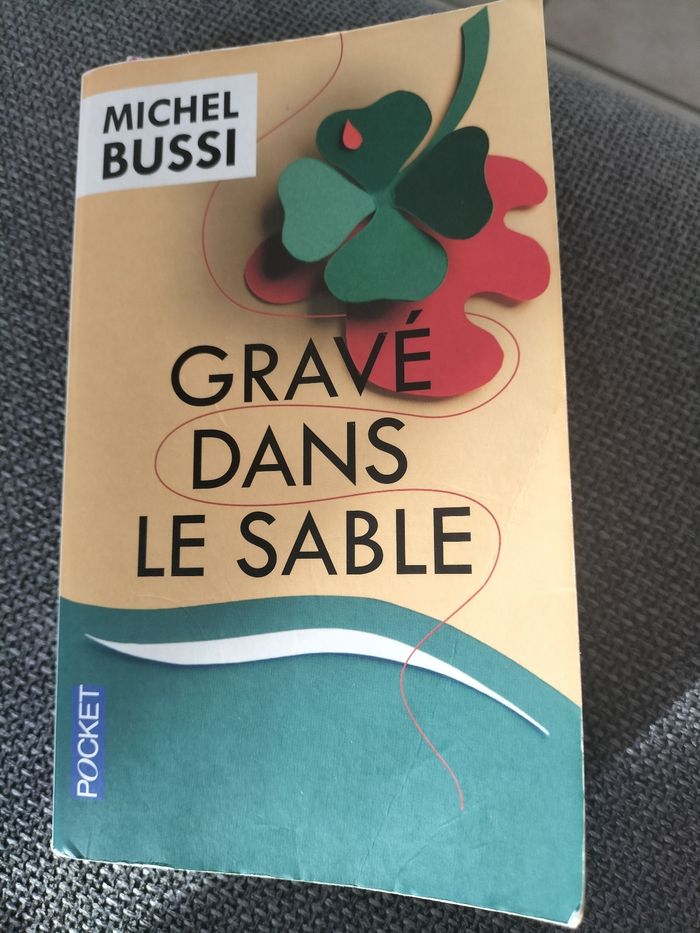 MICHEL
BUSSI
GRAVÉ
DANS
LE SABLE
POCKET